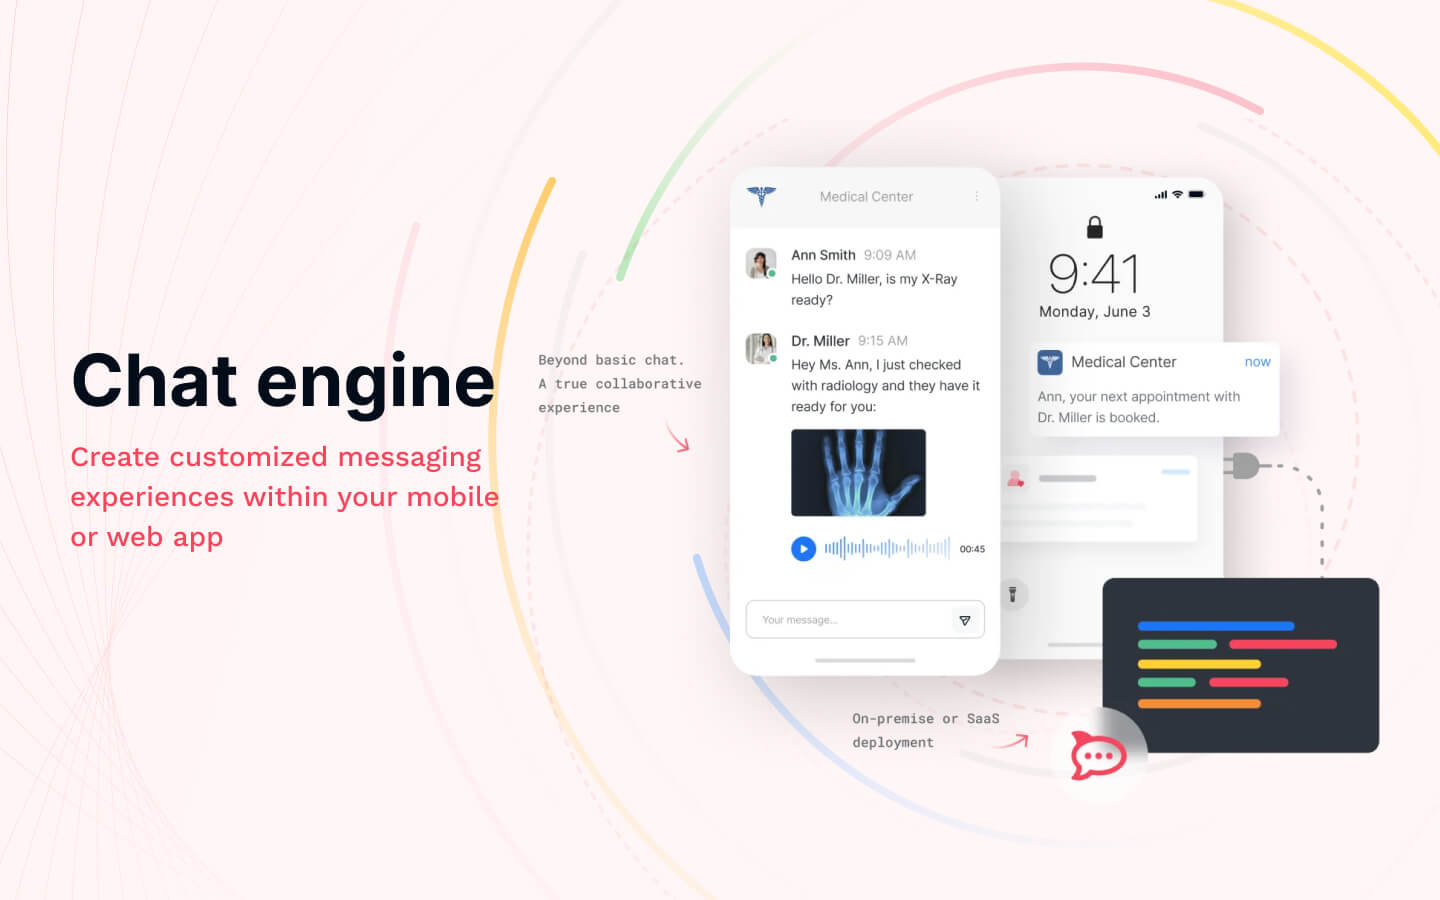 Chat engine
Create customized messaging
experiences within your mobile
or web app
Beyond basic chat.
A true collaborative
experience
Medical Center
Ann Smith 9:09 AM
Hello Dr. Miller, is my X-Ray
ready?
Dr. Miller 9:15 AM
Hey Ms. Ann, I just checked
with radiology and they have it
ready for you:
00:45
Your message...
9:41
Monday, June 3
Medical Center now
Ann, your next appointment with
Dr. Miller is booked.
On-premise or SaaS
deployment